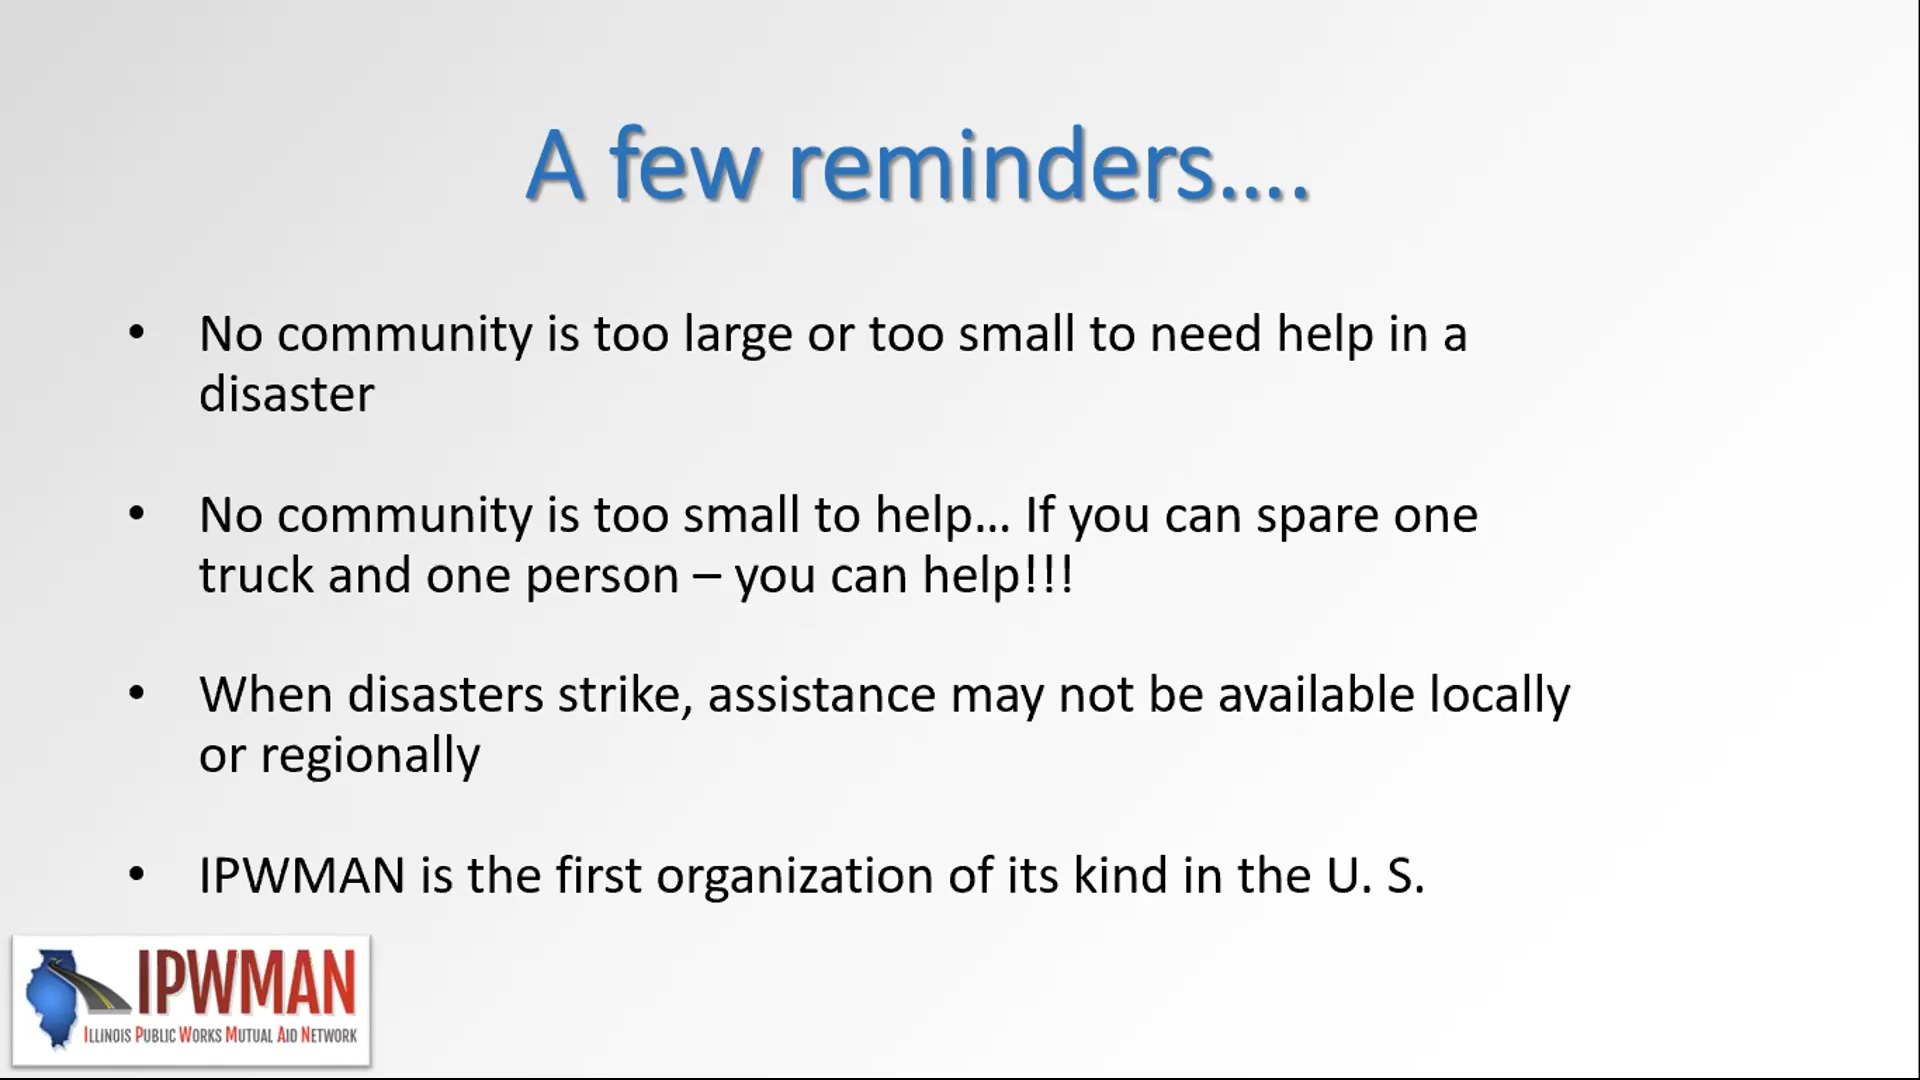 A few reminders....
• No community is too large or too small to need help in a
disaster
• No community is too small to help... If you can spare one
truck and one person – you can help!!!
• When disasters strike, assistance may not be available locally
or regionally
• IPWMAN is the first organization of its kind in the U. S.
IPWMAN
ILLINOIS PUBLIC WORKS MUTUAL AID NETWORK